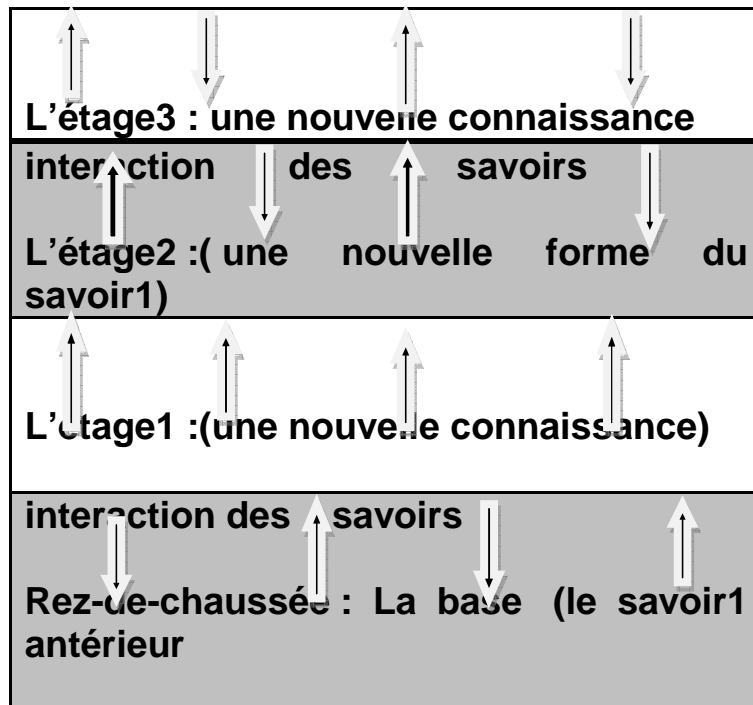 L’étage3 : une nouvelle connaissance
interaction des savoirs
L’étage2 :( une nouvelle forme du
savoir1)
L’étage1 :(une nouvelle connaissance)
interaction des savoirs
Rez-de-chaussée : La base (le savoir1
antérieur